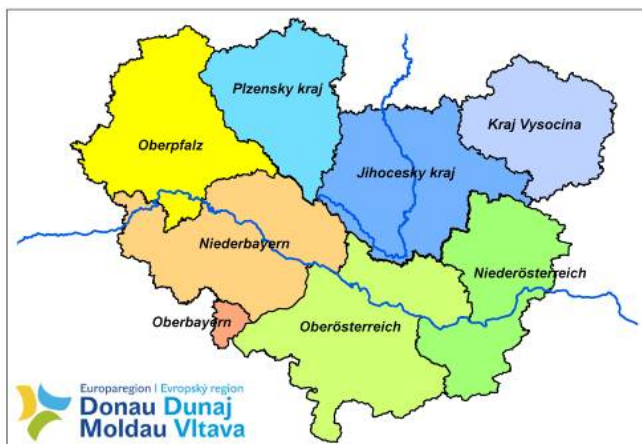 Plzensky kraj
Kraj Vysocina
Oberpfalz
Jihocesky kraj
Niederbayern
Niederösterreich
Oberbayern
Oberösterreich
Europaregion | Evropský region
Donau Dunaj
Moldau Vltava